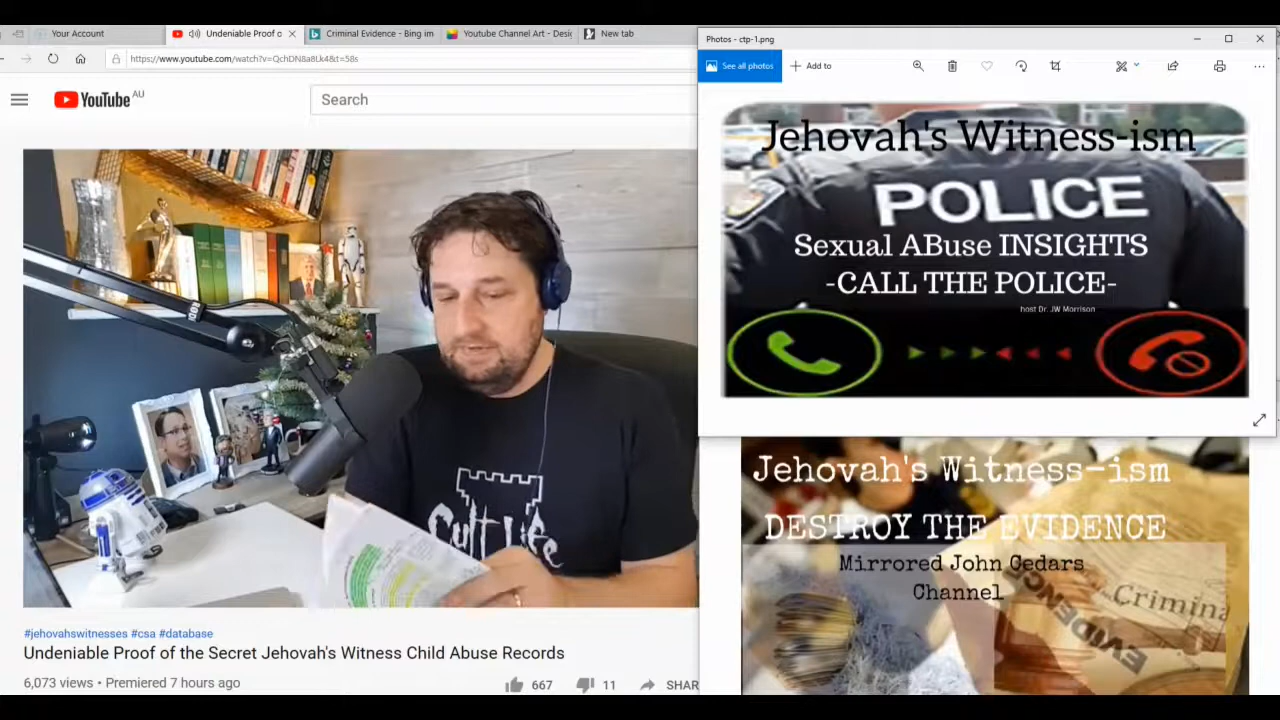 Your Account
Undeniable Proof o
Criminal Evidence - Bing im
Youtube Channel Art - Desi
New tab
https://www.youtube.com/watch?v=QchDN8a8Lk4&t=58s
YouTube AU
Search
Photos - ctp-1.png
See all photos
Add to
Jehovah's Witness-ism
POLICE
Sexual ABuse INSIGHTS
-CALL THE POLICE-
host Dr. JW Morrison
Cult Life
Jehovah's Witness-ism
DESTROY THE EVIDENCE
Mirrored John Cedars
Channel
Crimina
EVIDENCE
#jehovahswitnesses #csa #database
Undeniable Proof of the Secret Jehovah's Witness Child Abuse Records
6,073 views • Premiered 7 hours ago
667
11
SHAR